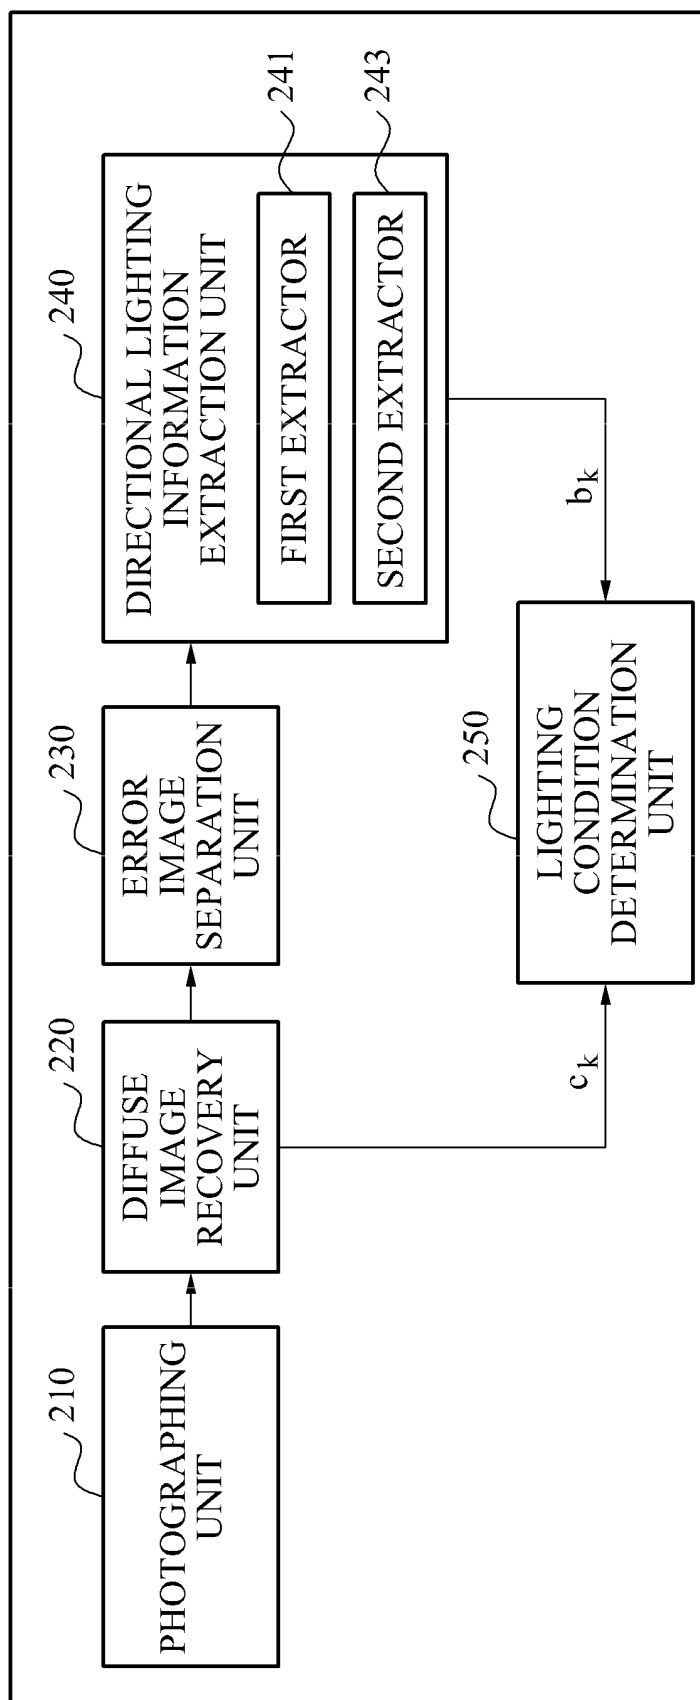 210
PHOTOGRAPHING
UNIT
220
DIFFUSE
IMAGE
RECOVERY
UNIT
230
ERROR
IMAGE
SEPARATION
UNIT
240
DIRECTIONAL LIGHTING
INFORMATION
EXTRACTION UNIT
241
FIRST EXTRACTOR
243
SECOND EXTRACTOR
c_k
b_k
250
LIGHTING
CONDITION
DETERMINATION
UNIT